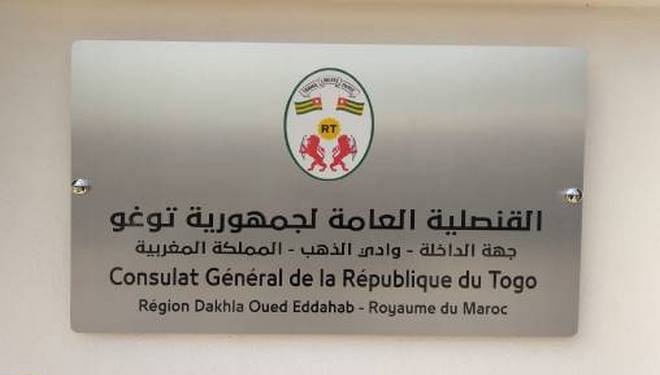 RT
القنصلية العامة لجمهورية توغو
جهة الداخلة - وادي الذهب - المملكة المغربية
Consulat Général de la République du Togo
Région Dakhla Oued Eddahab - Royaume du Maroc